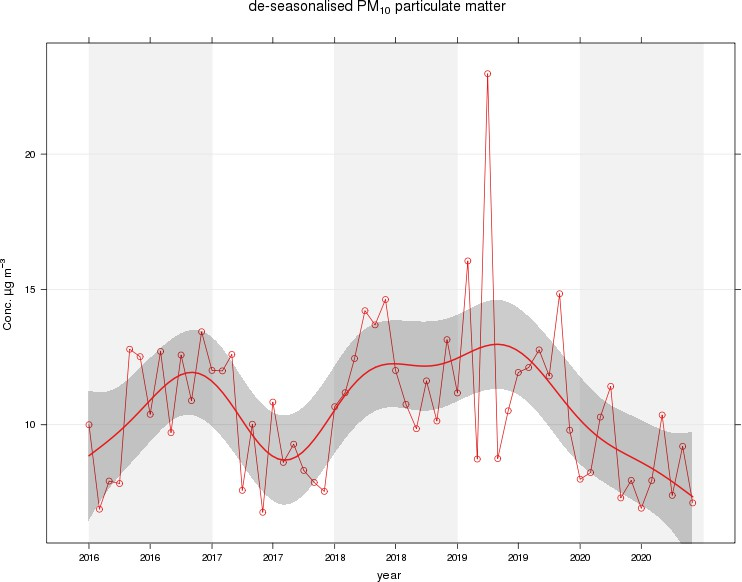 de-seasonalised PM₁₀ particulate matter
20
15
10
Conc. µg m⁻³
2016 2016 2017 2017 2018 2018 2019 2019 2020 2020
year